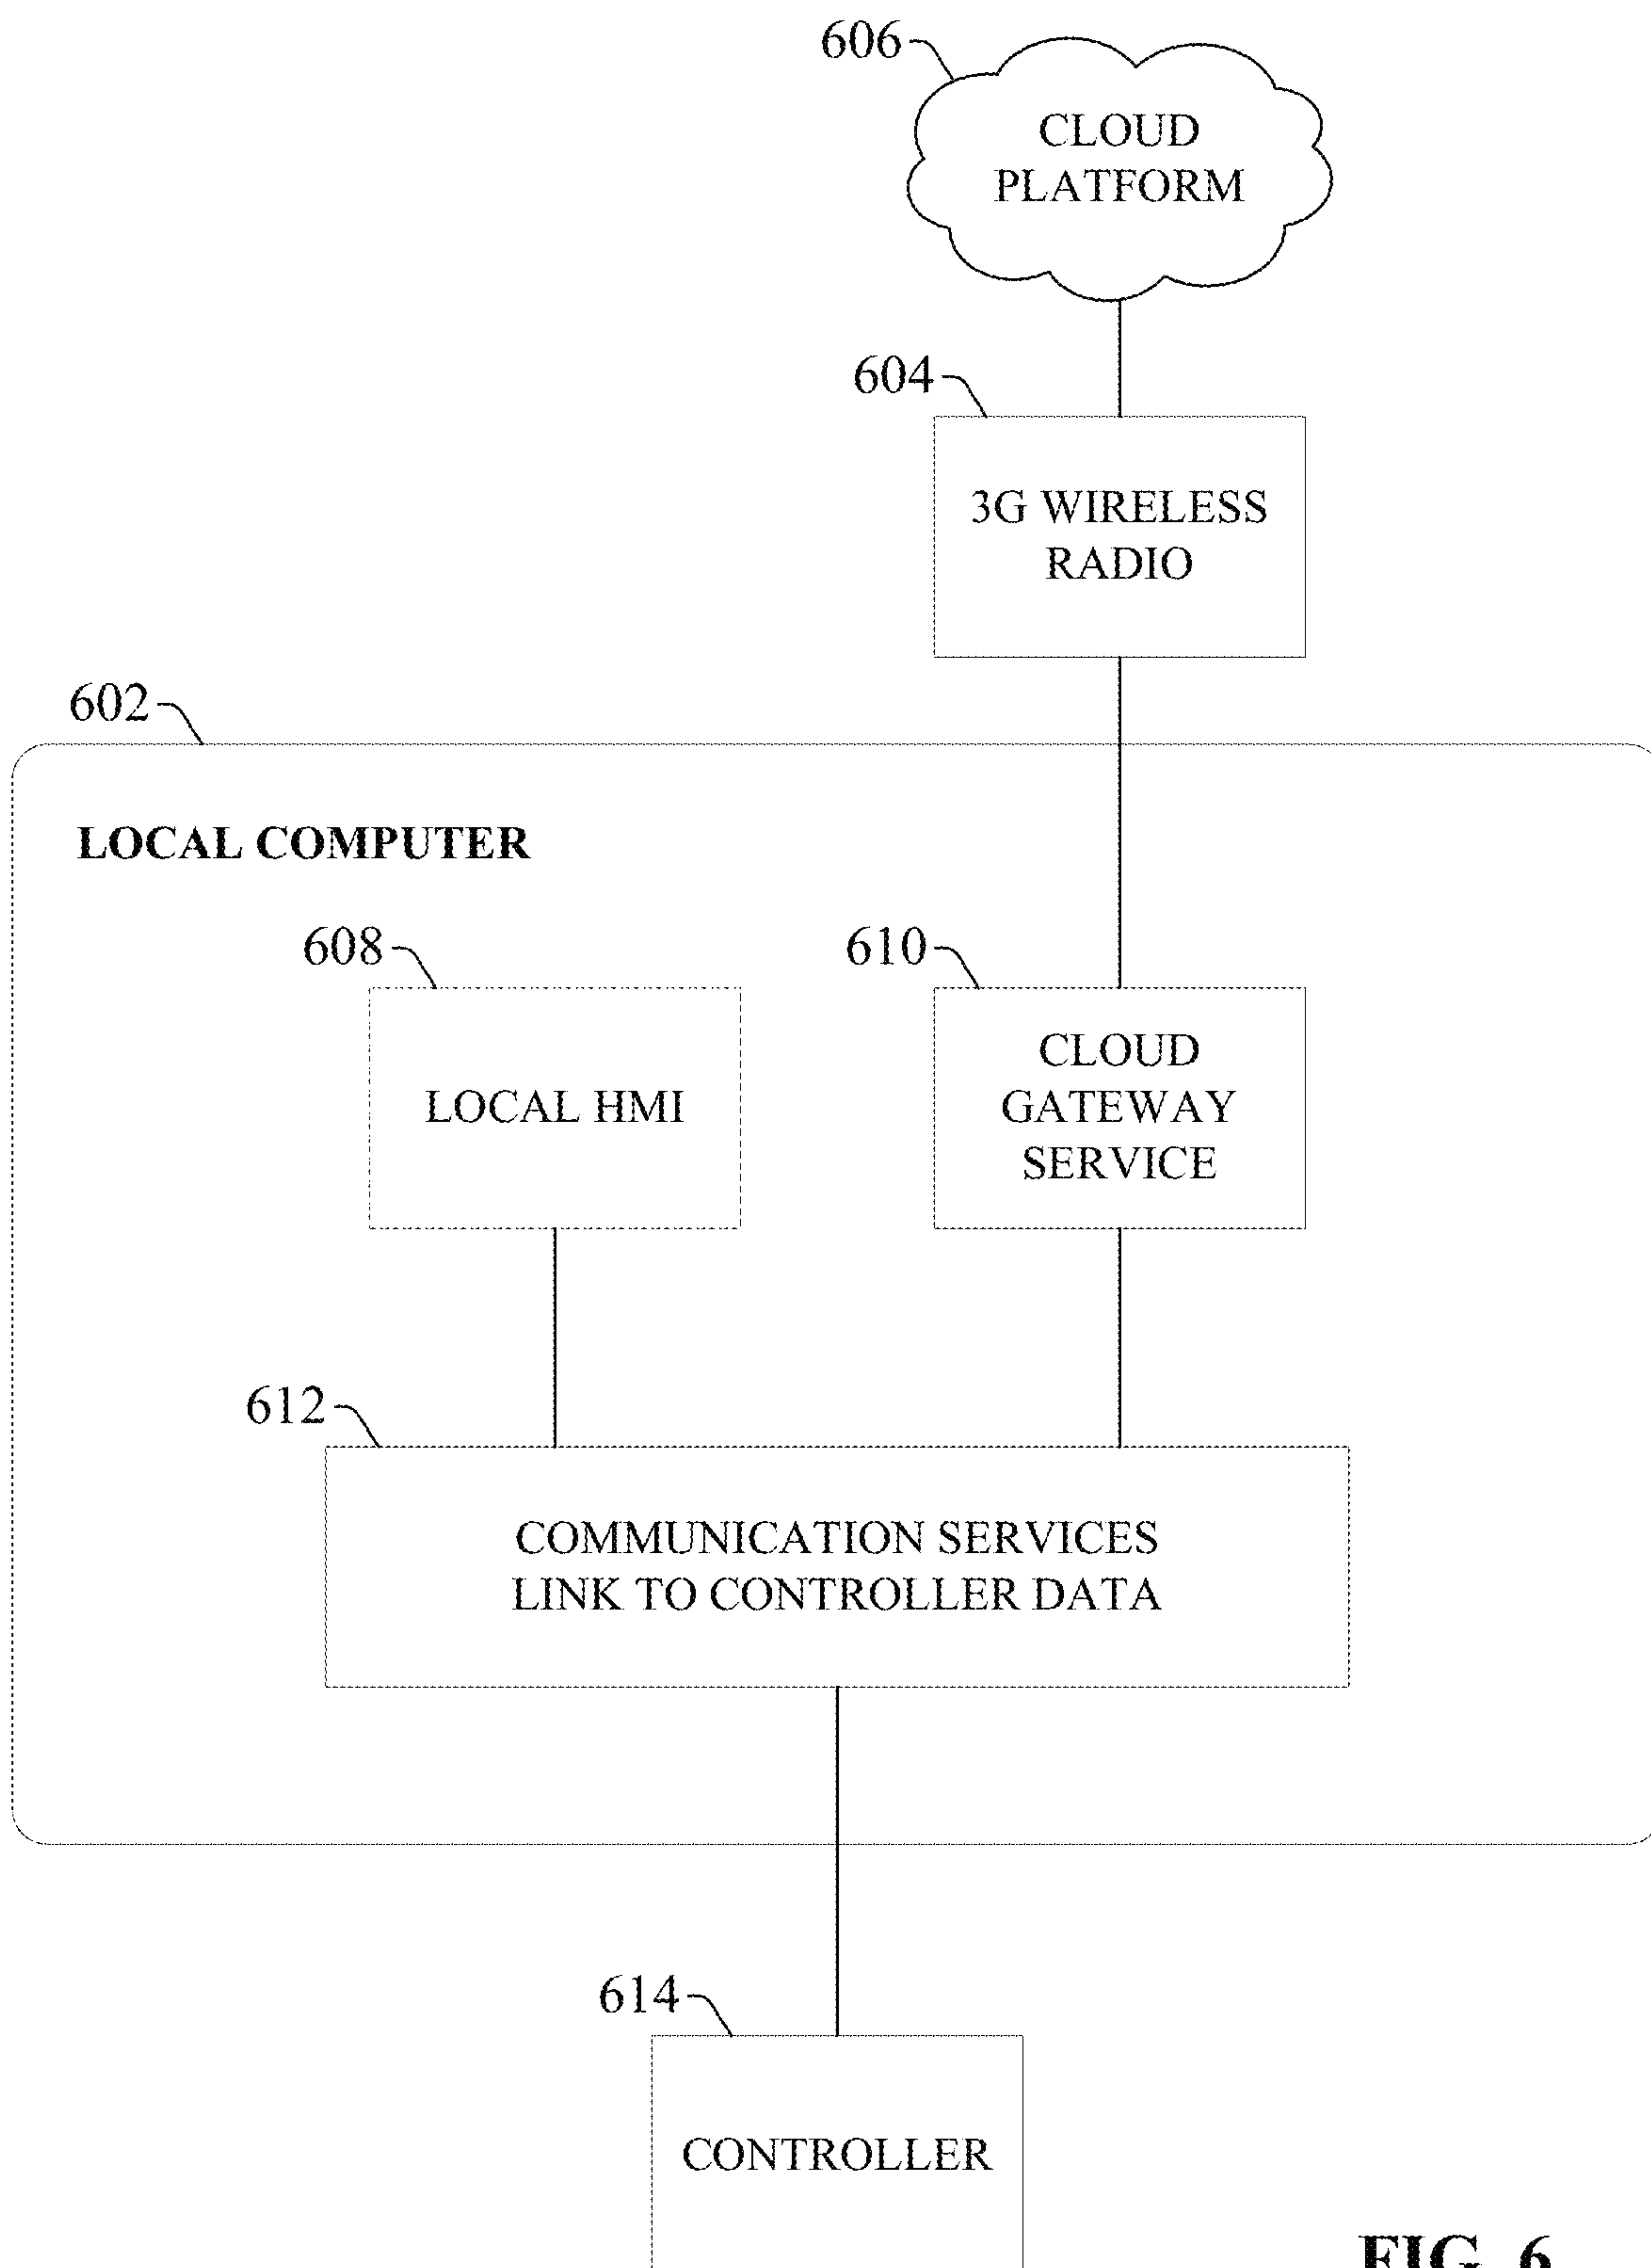 606
CLOUD
PLATFORM
604
3G WIRELESS
RADIO
602
LOCAL COMPUTER
608
610
LOCAL HMI
CLOUD
GATEWAY
SERVICE
612
COMMUNICATION SERVICES
LINK TO CONTROLLER DATA
614
CONTROLLER
FIG. 6